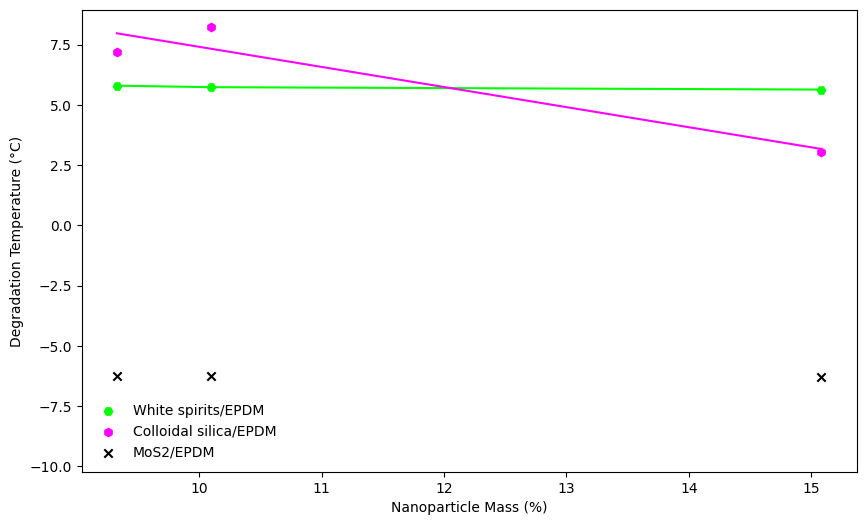 7.5
5.0
2.5
0.0
−2.5
−5.0
−7.5
−10.0
Degradation Temperature (°C)
White spirits/EPDM
Colloidal silica/EPDM
MoS2/EPDM
10 11 12 13 14 15
Nanoparticle Mass (%)